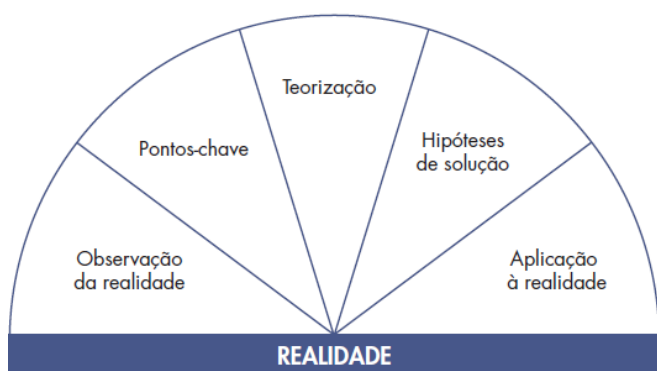 Teorização
Pontos-chave
Hipóteses
de solução
Observação
da realidade
Aplicação
à realidade
REALIDADE